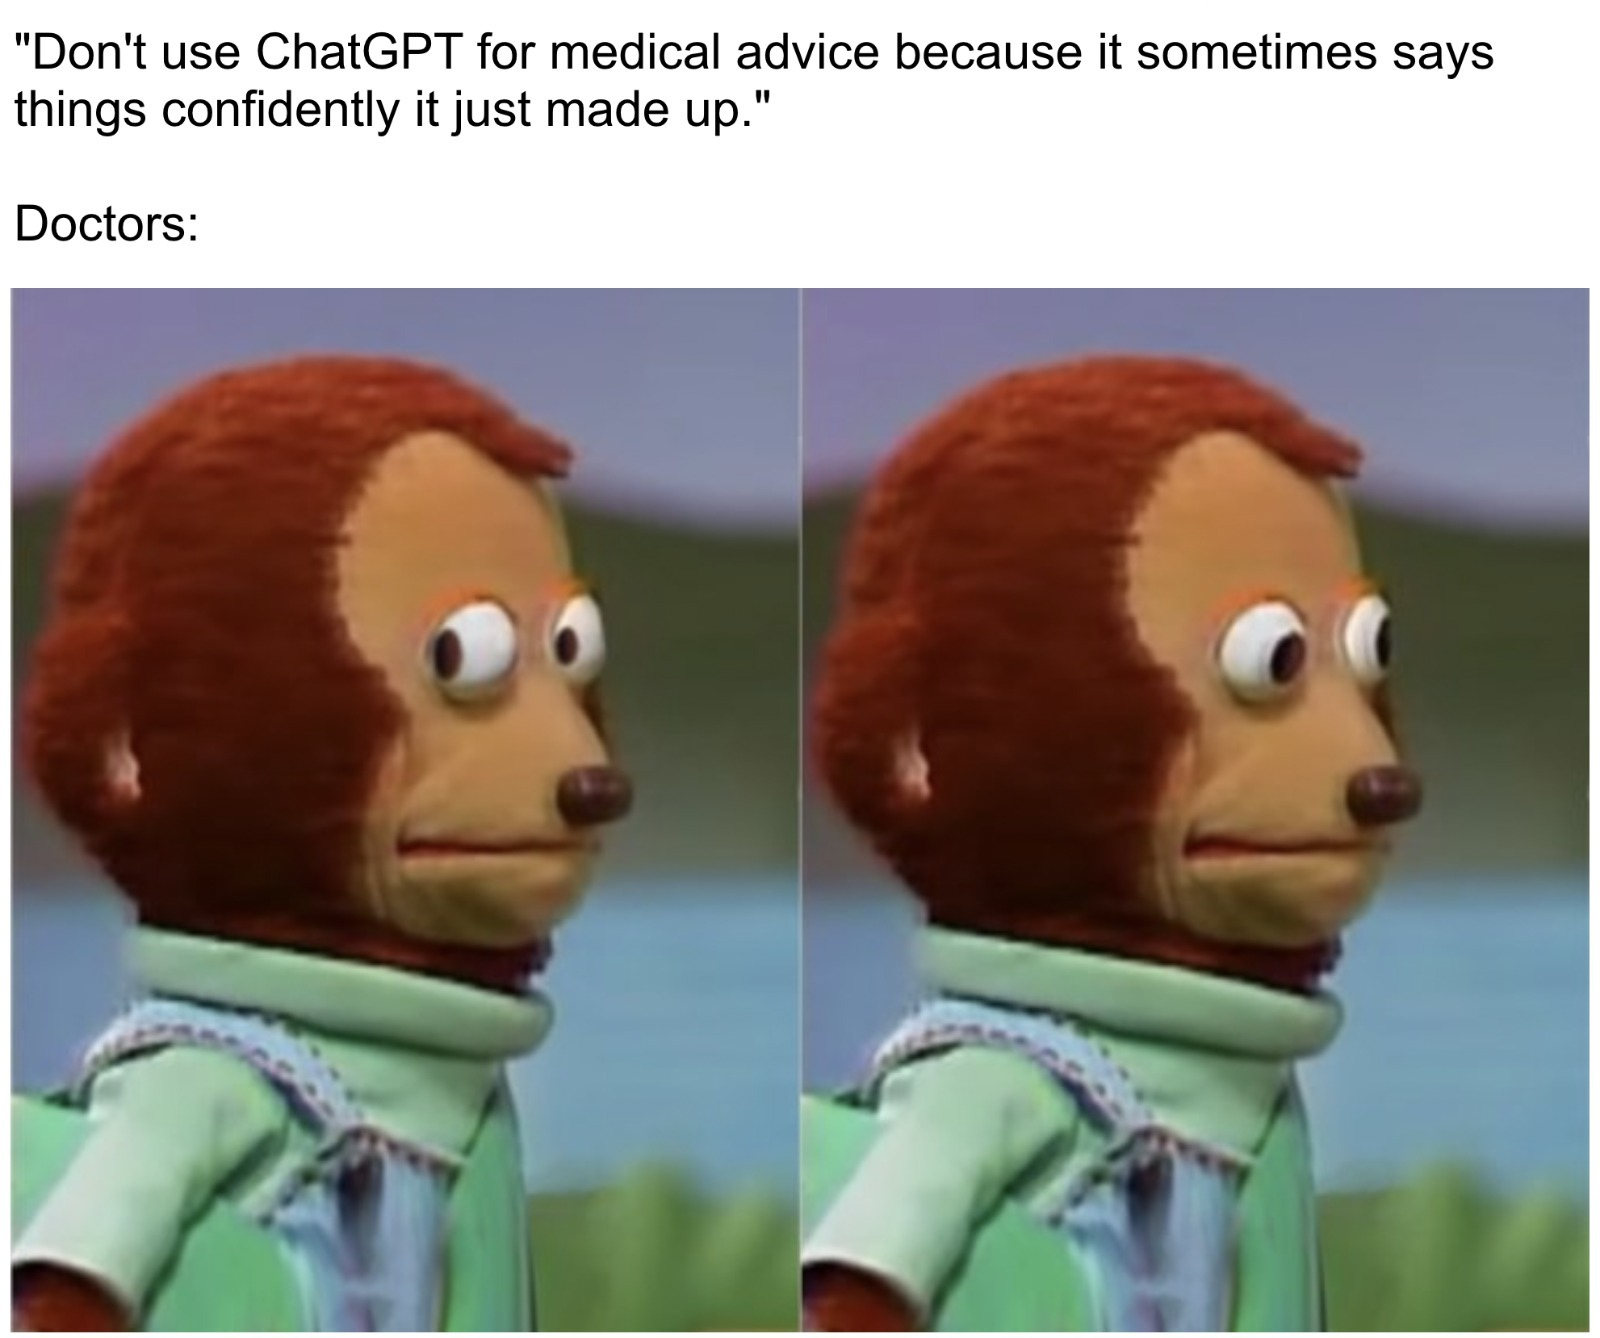 "Don't use ChatGPT for medical advice because it sometimes says
things confidently it just made up."
Doctors: